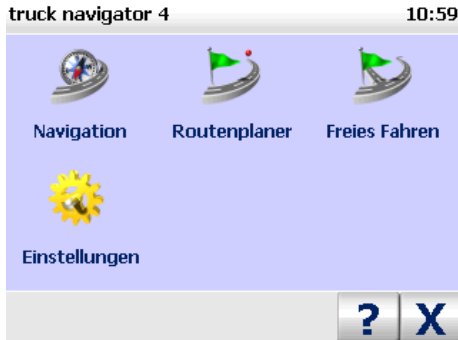 truck navigator 4 10:59
Navigation Routenplaner Freies Fahren
Einstellungen
? X